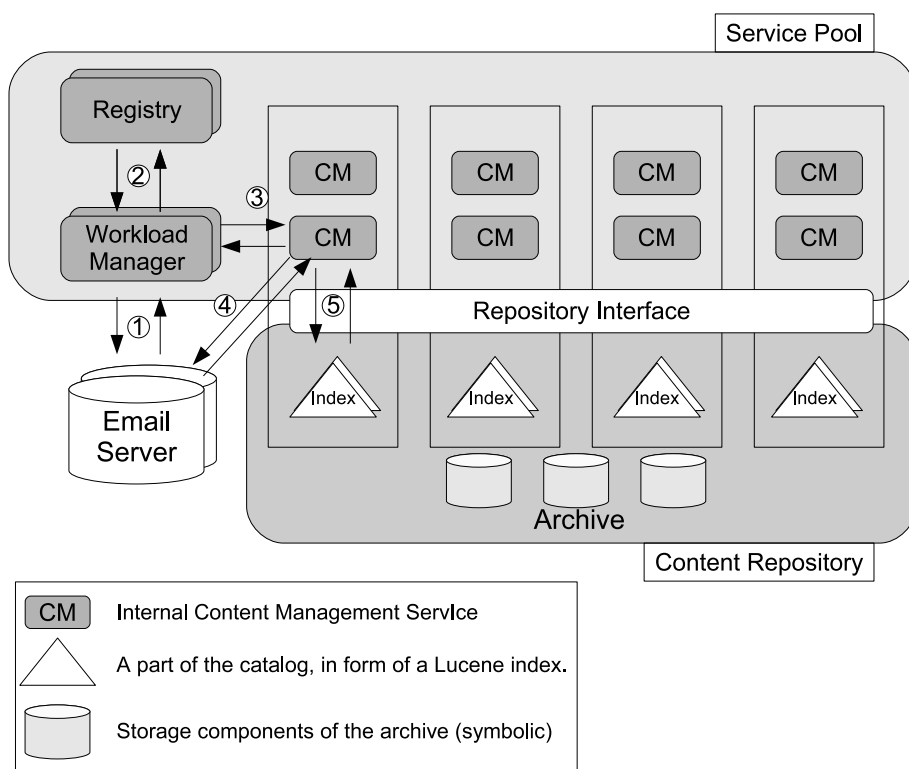 Service Pool
Registry
②
③
CM CM CM CM
Workload
Manager
CM CM CM CM
④
⑤
①
Repository Interface
Index Index Index Index
Email
Server
Archive
Content Repository
CM Internal Content Management Service
A part of the catalog, in form of a Lucene index.
Storage components of the archive (symbolic)